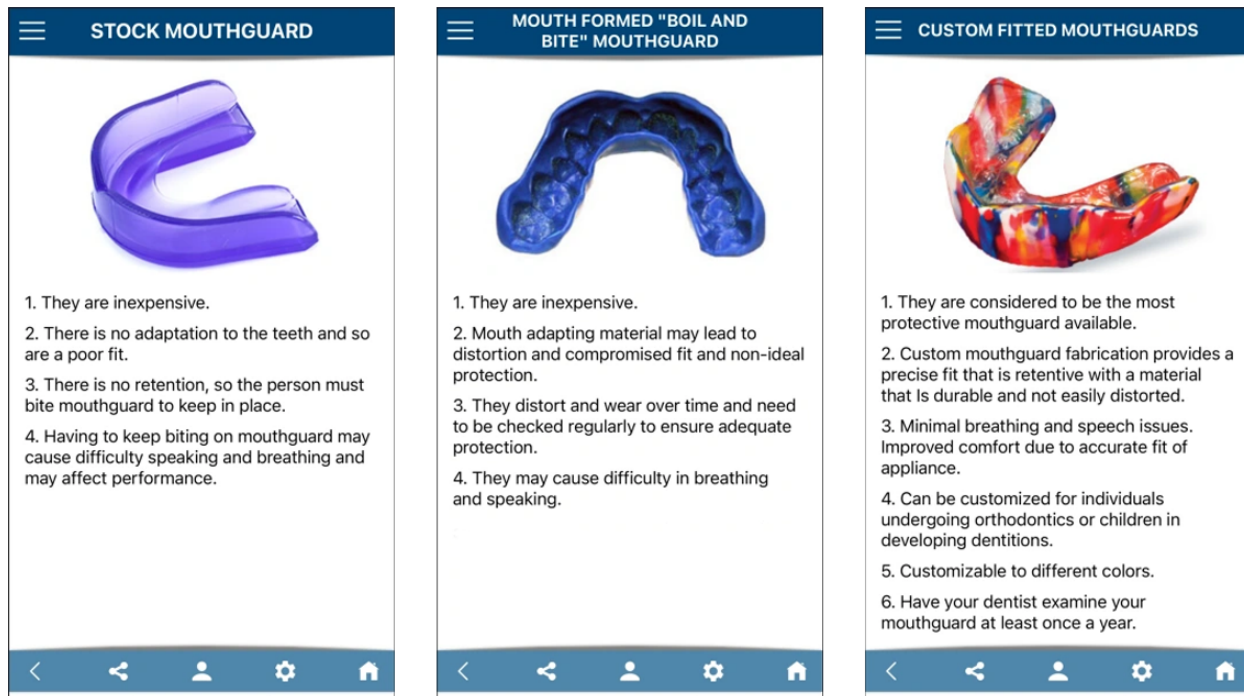 STOCK MOUTHGUARD
1. They are inexpensive.
2. There is no adaptation to the teeth and so
are a poor fit.
3. There is no retention, so the person must
bite mouthguard to keep in place.
4. Having to keep biting on mouthguard may
cause difficulty speaking and breathing and
may affect performance.
MOUTH FORMED "BOIL AND
BITE" MOUTHGUARD
1. They are inexpensive.
2. Mouth adapting material may lead to
distortion and compromised fit and non-ideal
protection.
3. They distort and wear over time and need
to be checked regularly to ensure adequate
protection.
4. They may cause difficulty in breathing
and speaking.
CUSTOM FITTED MOUTHGUARDS
1. They are considered to be the most
protective mouthguard available.
2. Custom mouthguard fabrication provides a
precise fit that is retentive with a material
that Is durable and not easily distorted.
3. Minimal breathing and speech issues.
Improved comfort due to accurate fit of
appliance.
4. Can be customized for individuals
undergoing orthodontics or children in
developing dentitions.
5. Customizable to different colors.
6. Have your dentist examine your
mouthguard at least once a year.